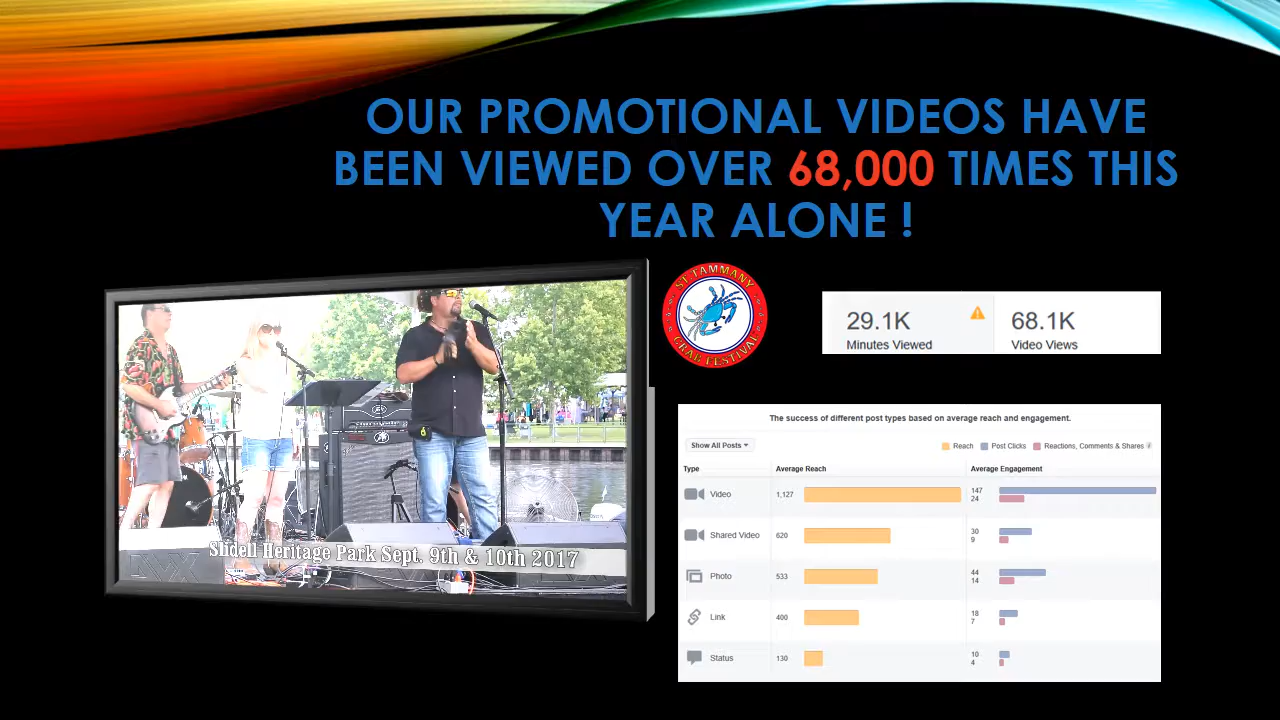 OUR PROMOTIONAL VIDEOS HAVE
BEEN VIEWED OVER 68,000 TIMES THIS
YEAR ALONE !
ST. TAMMANY
CRAB FESTIVAL
29.1K
Minutes Viewed
68.1K
Video Views
Slidell Heritage Park Sept. 9th & 10th 2017
The success of different post types based on average reach and engagement.
Show All Posts
Reach Post Clicks Reactions, Comments & Shares
Type Average Reach Average Engagement
Video 1,127 147
24
Shared Video 620 30
9
Photo 533 44
14
Link 400 18
7
Status 130 10
4